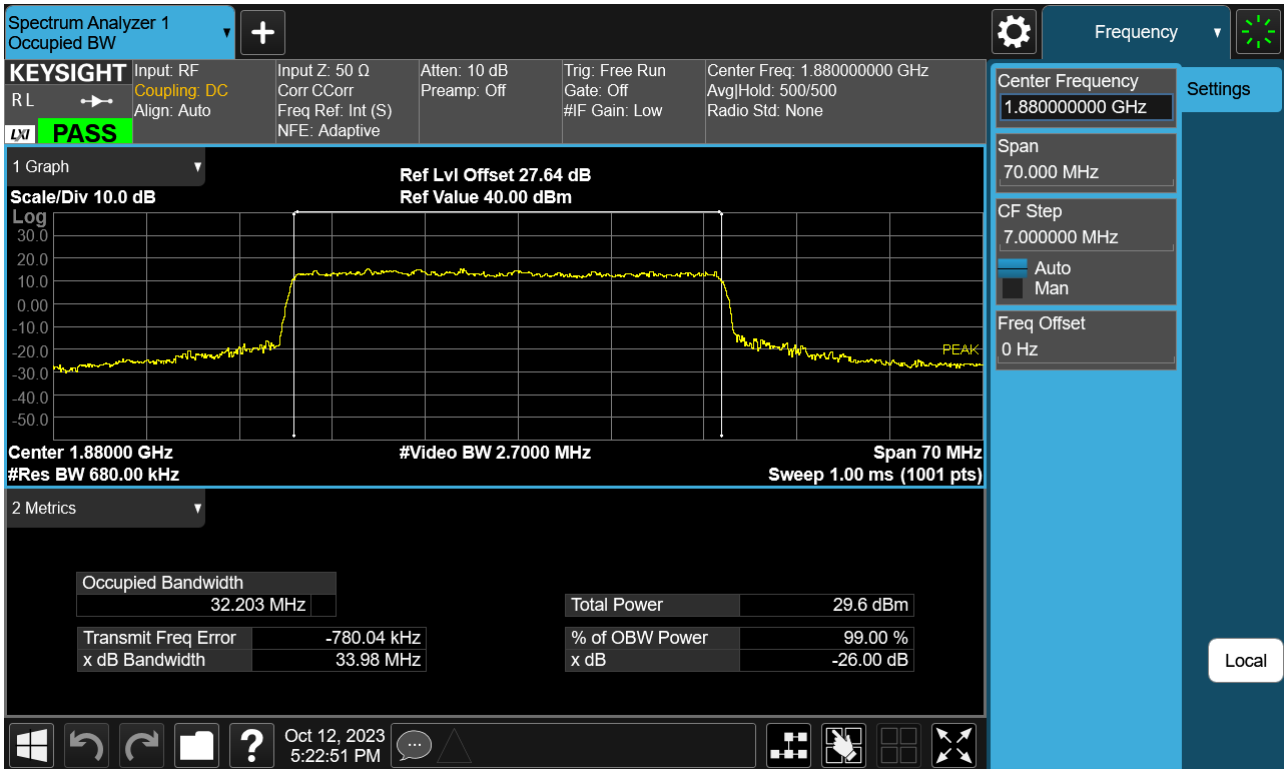 Spectrum Analyzer 1
Occupied BW
Frequency
KEYSIGHT
R L
LXI
PASS
Input: RF
Coupling: DC
Align: Auto
Input Z: 50 Ω
Corr CCorr
Freq Ref: Int (S)
NFE: Adaptive
Atten: 10 dB
Preamp: Off
Trig: Free Run
Gate: Off
#IF Gain: Low
Center Freq: 1.880000000 GHz
Avg|Hold: 500/500
Radio Std: None
Center Frequency
1.880000000 GHz
Settings
Span
70.000 MHz
CF Step
7.000000 MHz
Auto
Man
Freq Offset
0 Hz
1 Graph
Ref Lvl Offset 27.64 dB
Scale/Div 10.0 dB
Ref Value 40.00 dBm
Log
30.0
20.0
10.0
0.00
-10.0
-20.0
-30.0
-40.0
-50.0
PEAK
Center 1.88000 GHz
#Video BW 2.7000 MHz
Span 70 MHz
#Res BW 680.00 kHz
Sweep 1.00 ms (1001 pts)
2 Metrics
Occupied Bandwidth
32.203 MHz
Total Power 29.6 dBm
Transmit Freq Error -780.04 kHz
% of OBW Power 99.00 %
x dB Bandwidth 33.98 MHz
x dB -26.00 dB
Local
?
Oct 12, 2023
5:22:51 PM